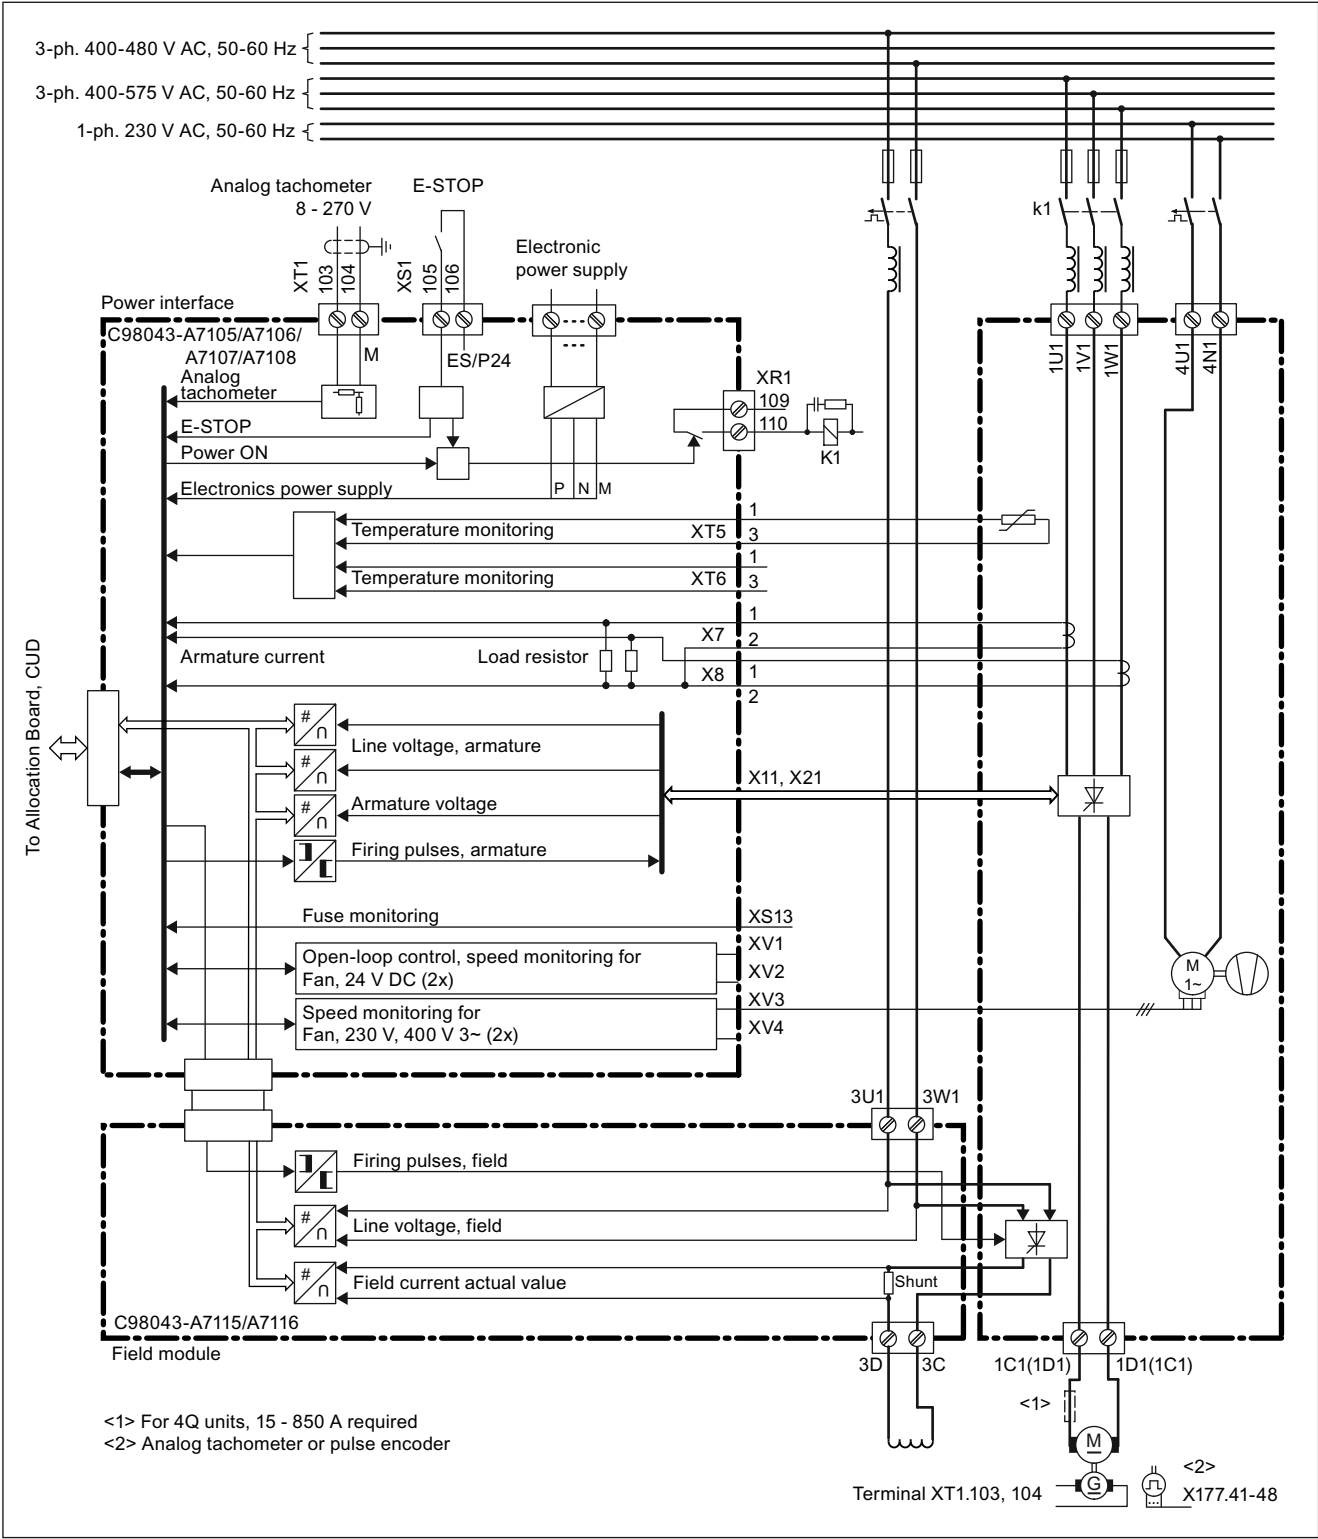 3-ph. 400-480 V AC, 50-60 Hz
3-ph. 400-575 V AC, 50-60 Hz
1-ph. 230 V AC, 50-60 Hz
Analog tachometer
8 - 270 V
E-STOP
k1
Electronic
power supply
XT1
103
104
XS1
105
106
Power interface
C98043-A7105/A7106/
A7107/A7108
M
ES/P24
1U1
1V1
1W1
4U1
4N1
Analog
tachometer
XR1
109
110
K1
E-STOP
Power ON
Electronics power supply
P N M
1
Temperature monitoring
XT5
3
1
Temperature monitoring
XT6
3
1
X7
2
Armature current
Load resistor
X8
1
2
To Allocation Board, CUD
#
∩
Line voltage, armature
#
∩
X11, X21
#
∩
Armature voltage
Firing pulses, armature
Fuse monitoring
XS13
XV1
Open-loop control, speed monitoring for
Fan, 24 V DC (2x)
XV2
M
1~
XV3
Speed monitoring for
Fan, 230 V, 400 V 3~ (2x)
XV4
3U1
3W1
Firing pulses, field
#
∩
Line voltage, field
#
∩
Field current actual value
Shunt
C98043-A7115/A7116
Field module
3D
3C
1C1(1D1)
1D1(1C1)
<1>
<1> For 4Q units, 15 - 850 A required
<2> Analog tachometer or pulse encoder
M
G
<2>
Terminal XT1.103, 104
X177.41-48